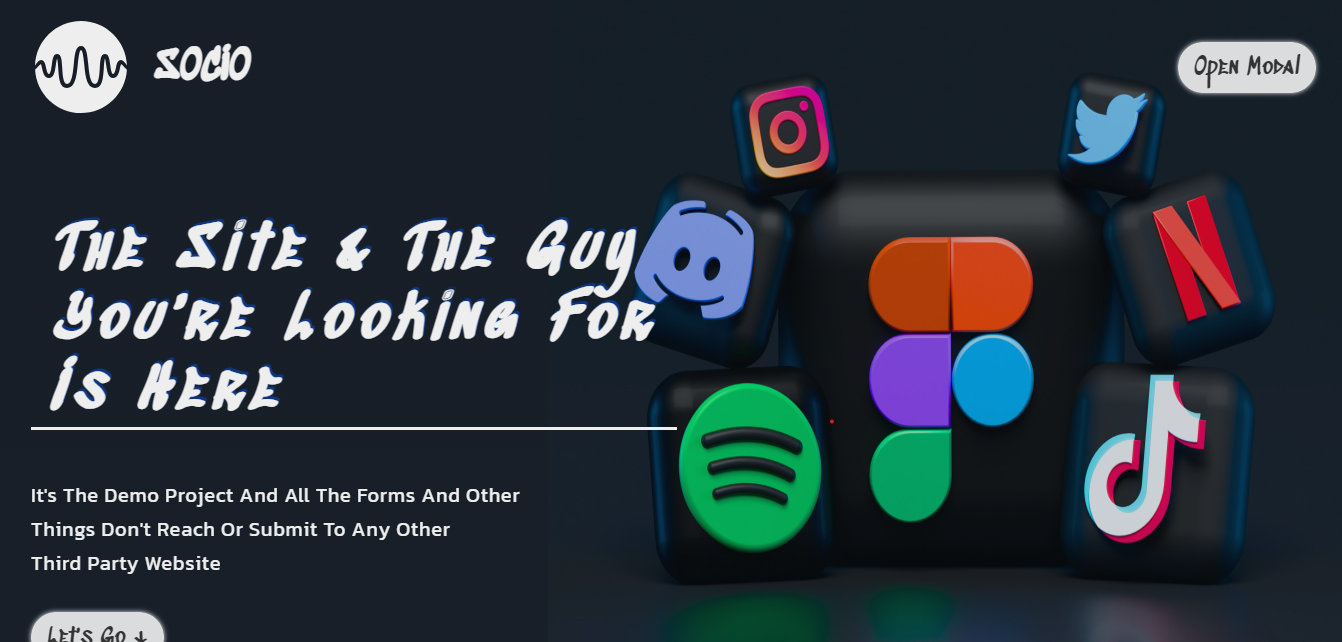 Socio
Open Modal
The Site & The Guy
You're Looking For
is Here
It's The Demo Project And All The Forms And Other
Things Don't Reach Or Submit To Any Other
Third Party Website
Let's Go ↓